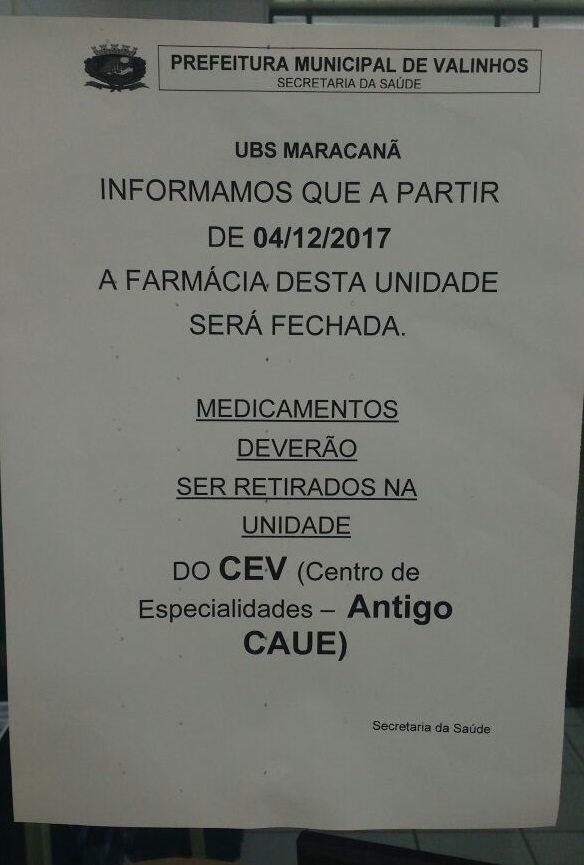 PREFEITURA MUNICIPAL DE VALINHOS
SECRETARIA DA SAÚDE
UBS MARACANÃ
INFORMAMOS QUE A PARTIR
DE 04/12/2017
A FARMÁCIA DESTA UNIDADE
SERÁ FECHADA.
MEDICAMENTOS
DEVERÃO
SER RETIRADOS NA
UNIDADE
DO CEV (Centro de
Especialidades – Antigo
CAUE)
Secretaria da Saúde